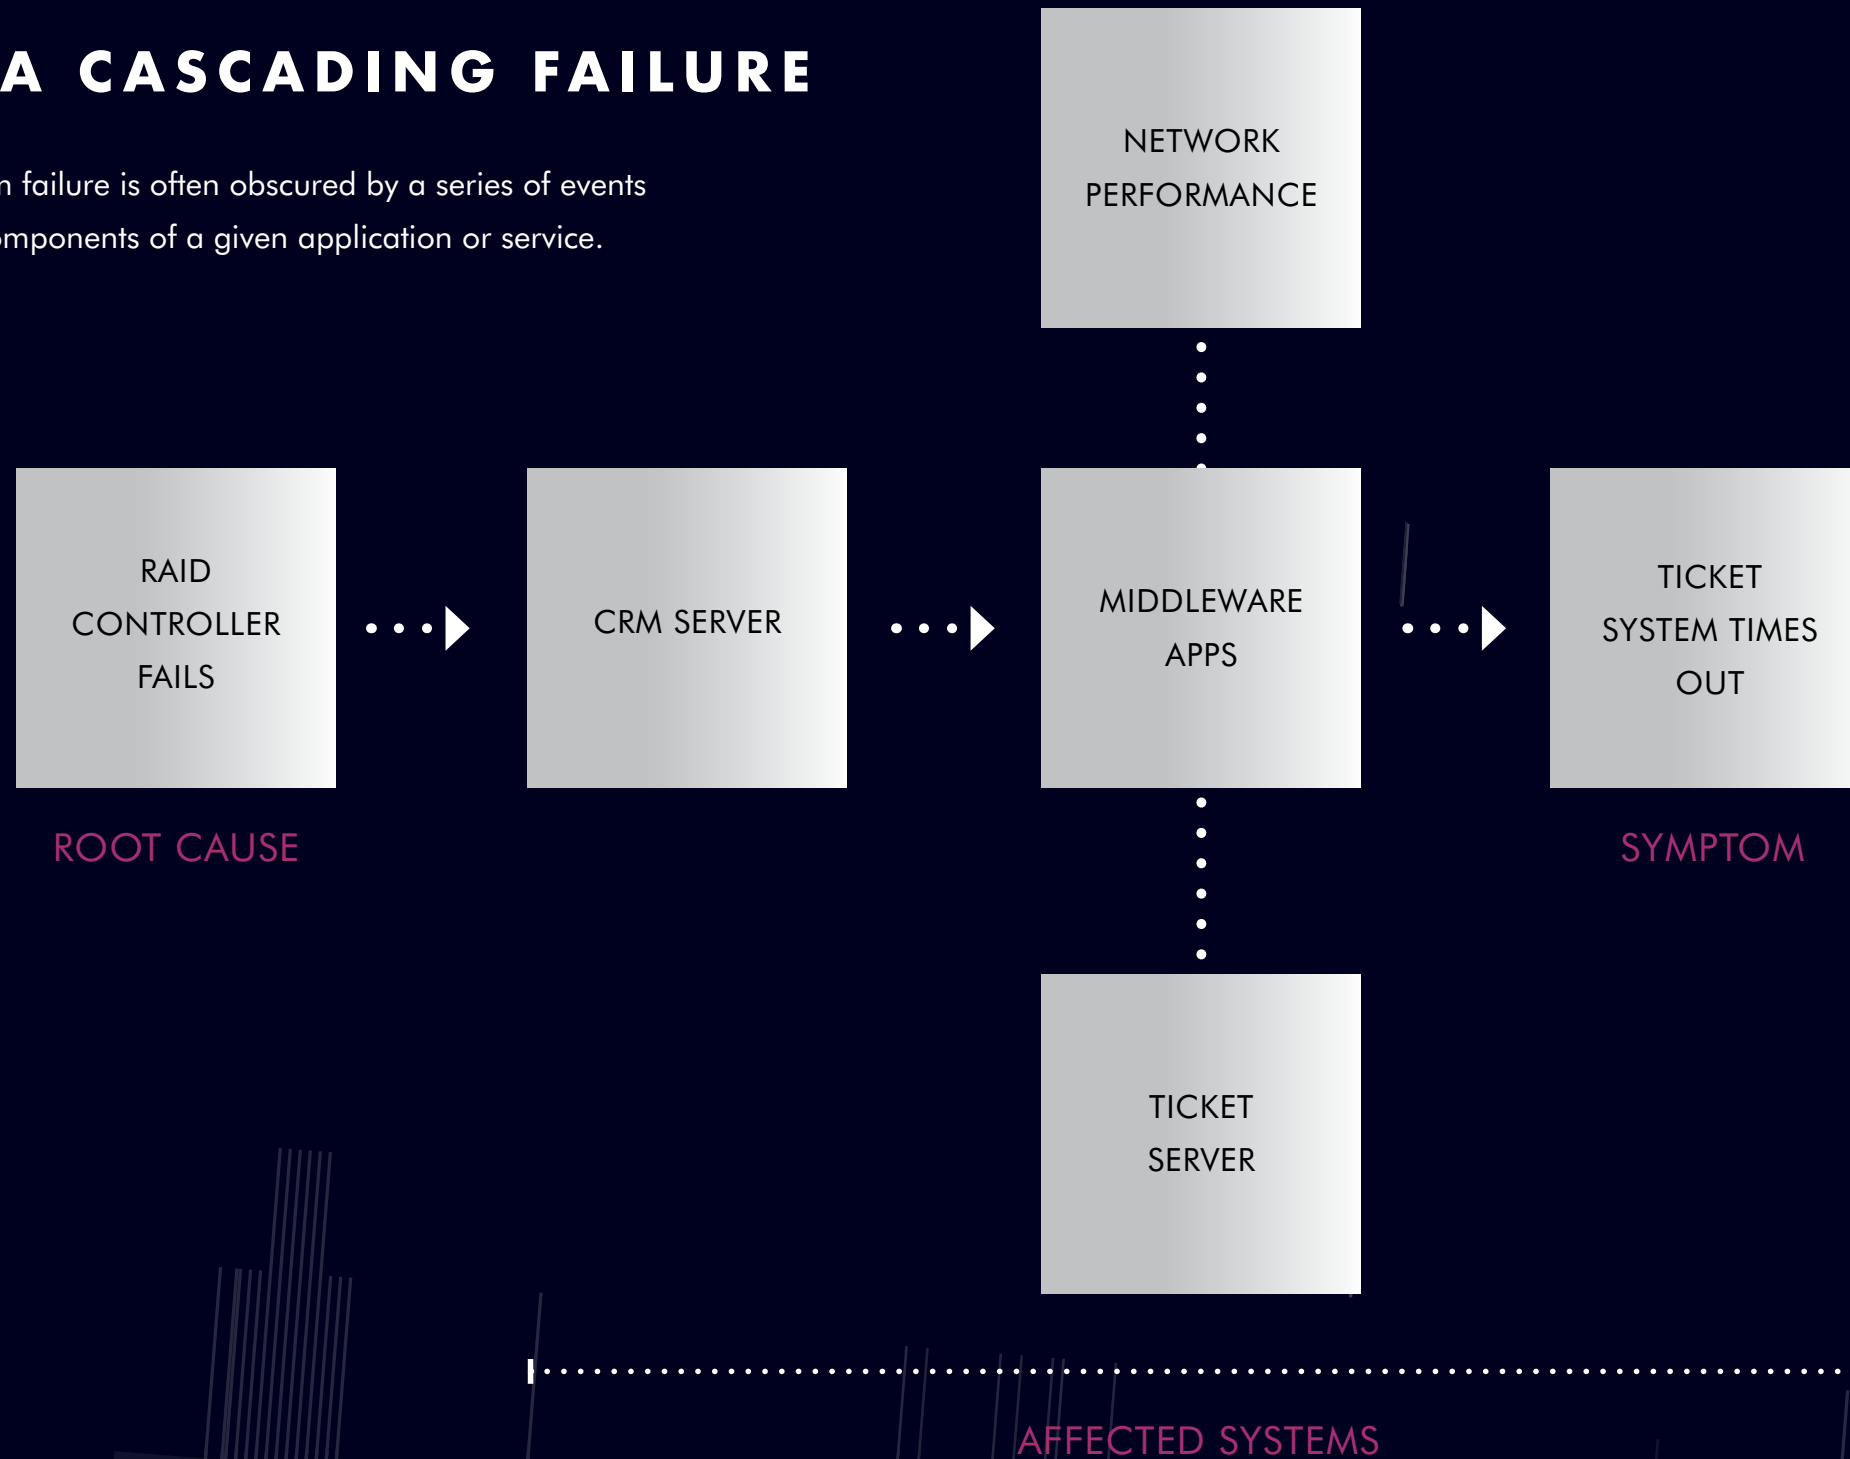 A CASCADING FAILURE
failure is often obscured by a series of events
of a given application or service.
NETWORK
PERFORMANCE
RAID
CONTROLLER
FAILS
CRM SERVER
MIDDLEWARE
APPS
TICKET
SYSTEM TIMES
OUT
ROOT CAUSE
SYMPTOM
TICKET
SERVER
AFFECTED SYSTEMS